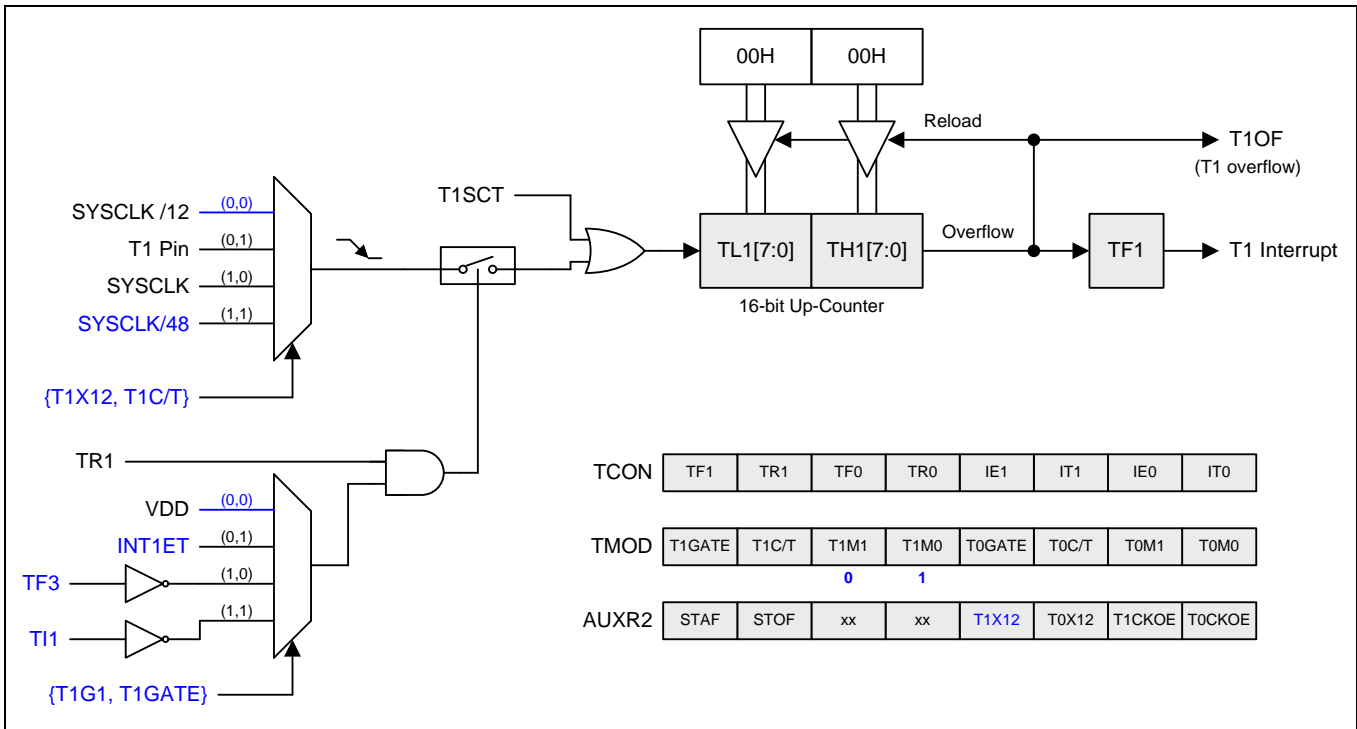 00H 00H
Reload
T1OF
(T1 overflow)
T1SCT
SYSCLK /12 (0,0)
T1 Pin (0,1)
SYSCLK (1,0)
SYSCLK/48 (1,1)
{T1X12, T1C/T}
TL1[7:0] TH1[7:0] Overflow TF1 T1 Interrupt
16-bit Up-Counter
TR1
VDD (0,0)
INT1ET (0,1)
TF3 (1,0)
TI1 (1,1)
{T1G1, T1GATE}
TCON TF1 TR1 TF0 TR0 IE1 IT1 IE0 IT0
TMOD T1GATE T1C/T T1M1 T1M0 T0GATE T0C/T T0M1 T0M0
0 1
AUXR2 STAF STOF xx xx T1X12 T0X12 T1CKOE T0CKOE